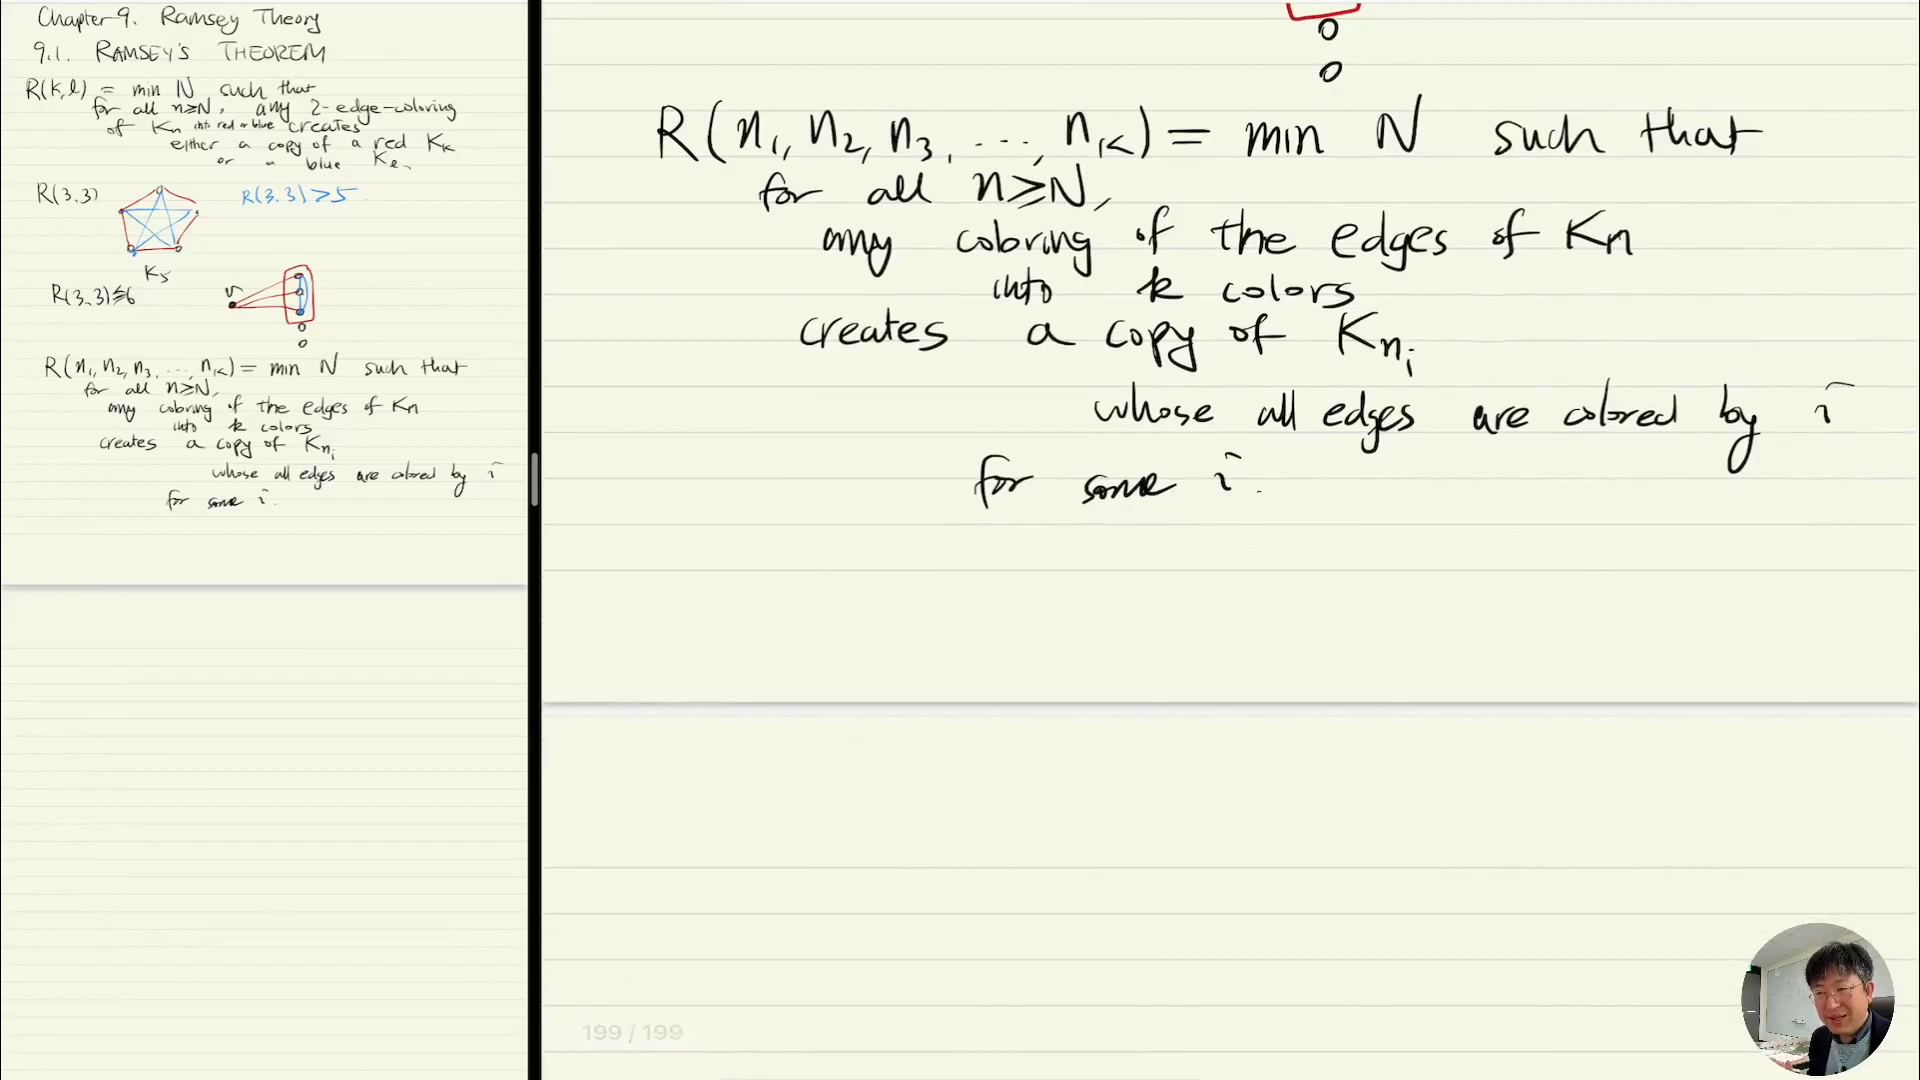 Chapter 9. Ramsey Theory
9.1. RAMSEY'S THEOREM
R(k,l) = min N such that
for all n≥N, any 2-edge-coloring
of Kn into red or blue creates
either a copy of a red Kk
or a blue Kl
R(3,3)
R(3,3)>5
K5
R(3,3)≤6
v
R(n1, n2, n3, ..., nk) = min N such that
for all n≥N,
any coloring of the edges of Kn
into k colors
creates a copy of Kni
whose all edges are colored by i
for some i.
R(n1, n2, n3, ..., nk) = min N such that
for all n≥N,
any coloring of the edges of Kn
into k colors
creates a copy of Kni
whose all edges are colored by i
for some i.
199 / 199